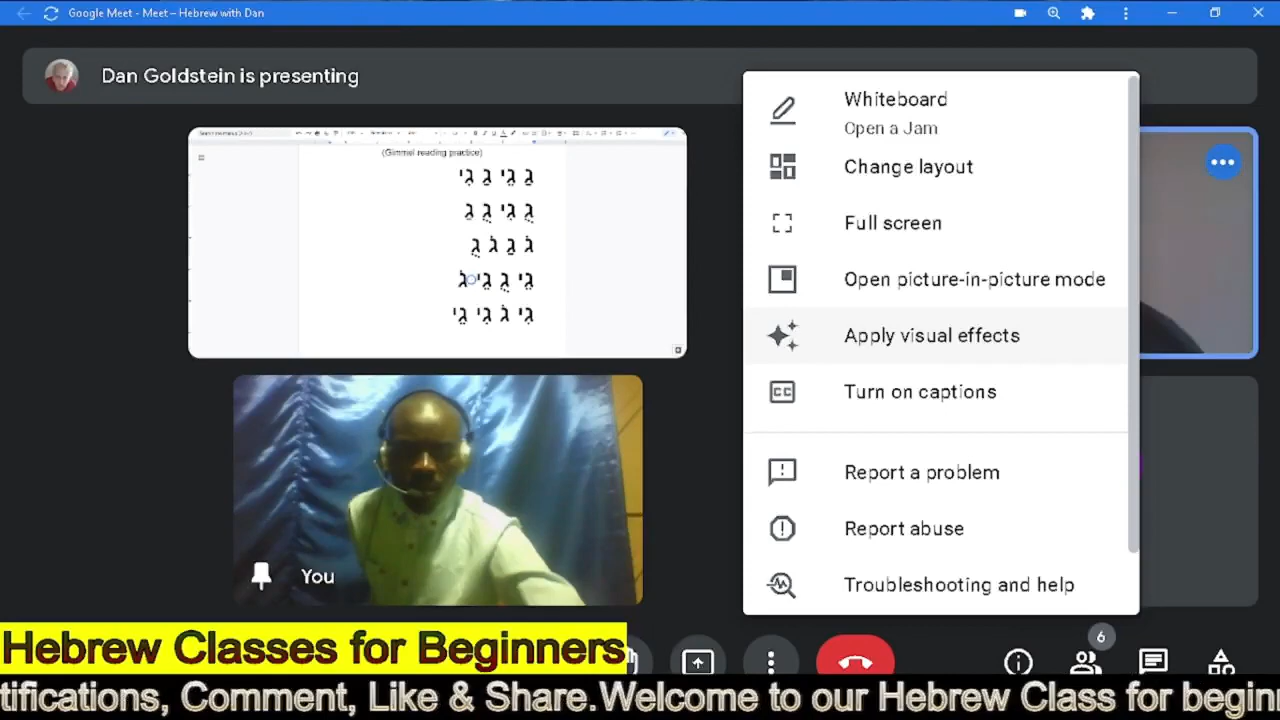 Google Meet - Meet – Hebrew with Dan
Dan Goldstein is presenting
(Gimmel reading practice)
גַ גֵי גַ גִי
גֻ גִי גֻ גַ
גֹ גַ גֹ גֻ
גֵי גֻ גֵי גֹ
גִי גֹ גִי גֵי
You
Whiteboard
Open a Jam
Change layout
Full screen
Open picture-in-picture mode
Apply visual effects
CC
Turn on captions
Report a problem
Report abuse
Troubleshooting and help
6
Hebrew Classes for Beginners
tifications, Comment, Like & Share.Welcome to our Hebrew Class for begin